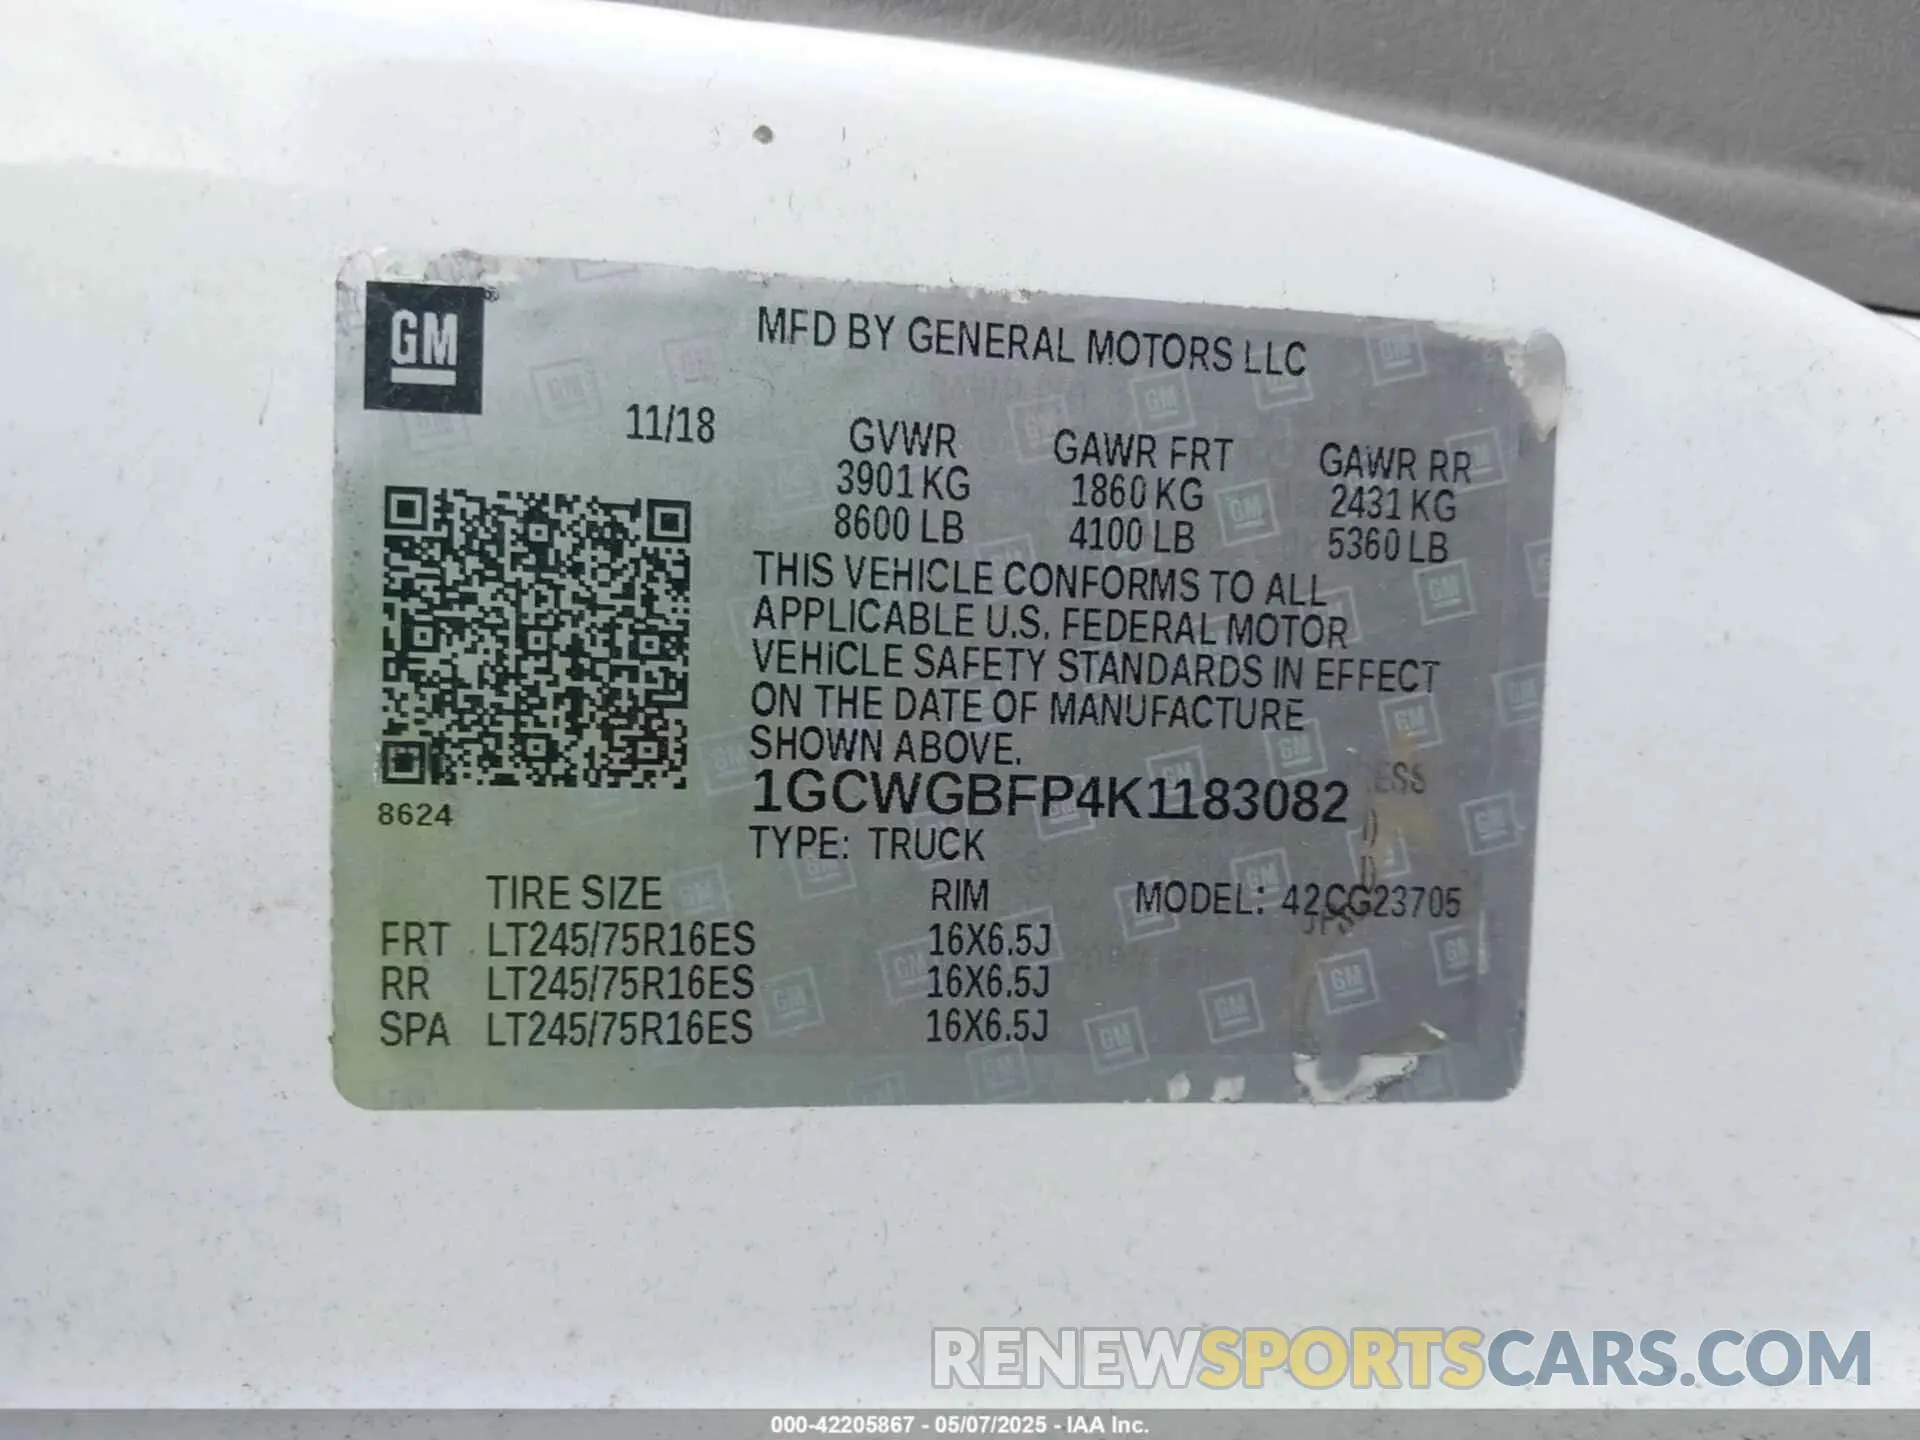 GM
MFD BY GENERAL MOTORS LLC
11/18
GVWR GAWR FRT GAWR RR
3901 KG 1860 KG 2431 KG
8600 LB 4100 LB 5360 LB
THIS VEHICLE CONFORMS TO ALL
APPLICABLE U.S. FEDERAL MOTOR
VEHICLE SAFETY STANDARDS IN EFFECT
ON THE DATE OF MANUFACTURE
SHOWN ABOVE.
1GCWGBFP4K1183082
8624
TYPE: TRUCK
TIRE SIZE RIM MODEL: 42CG23705
FRT LT245/75R16ES 16X6.5J
RR LT245/75R16ES 16X6.5J
SPA LT245/75R16ES 16X6.5J
RENEWSPORTSCARS.COM
000-42205867 - 05/07/2025 - IAA Inc.